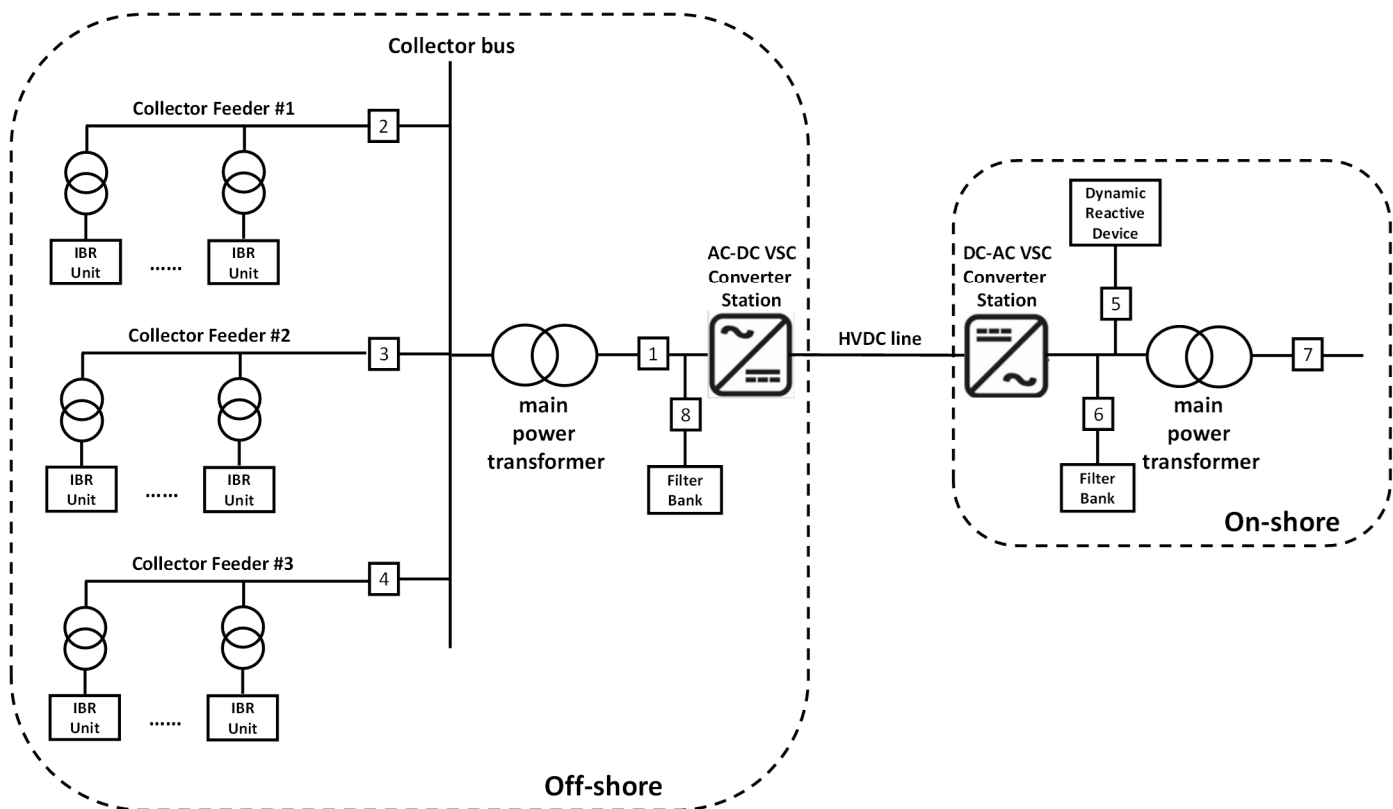 Collector bus
Collector Feeder #1
2
IBR
Unit
......
IBR
Unit
Collector Feeder #2
3
IBR
Unit
......
IBR
Unit
Collector Feeder #3
4
IBR
Unit
......
IBR
Unit
main
power
transformer
1
8
Filter
Bank
AC-DC VSC
Converter
Station
Off-shore
HVDC line
DC-AC VSC
Converter
Station
Dynamic
Reactive
Device
5
6
Filter
Bank
main
power
transformer
7
On-shore